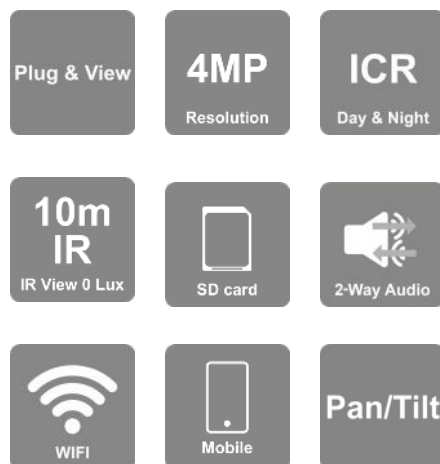 Plug & View
4MP
Resolution
ICR
Day & Night
10m
IR
IR View 0 Lux
SD card
2-Way Audio
WIFI
Mobile
Pan/Tilt